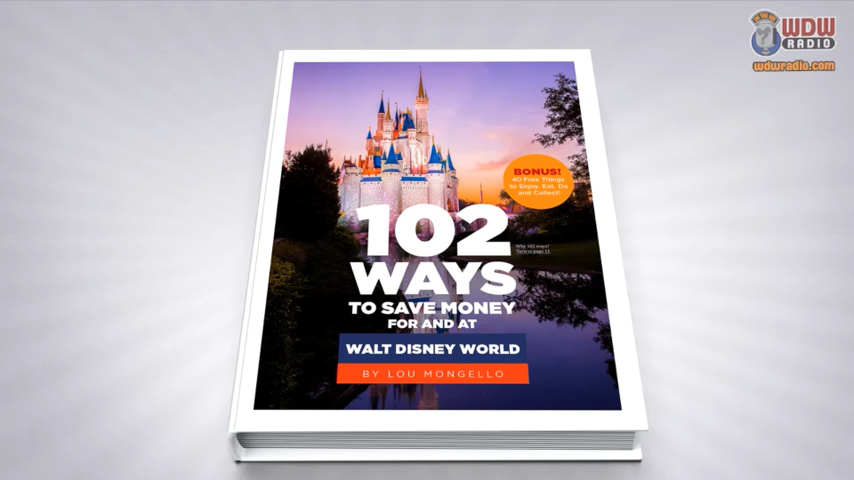 WDW
RADIO
wdwradio.com
BONUS!
40 Free Things
to Enjoy, Eat, Do
and Collect!
102
Why 102 ways?
Turn to page 11
WAYS
TO SAVE MONEY
FOR AND AT
WALT DISNEY WORLD
BY LOU MONGELLO